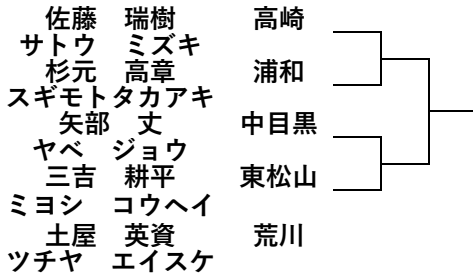 佐藤 瑞樹 高崎
サトウ ミズキ
杉元 高章 浦和
スギモトタカアキ
矢部 丈 中目黒
ヤベ ジョウ
三吉 耕平 東松山
ミヨシ コウヘイ
土屋 英資 荒川
ツチヤ エイスケ